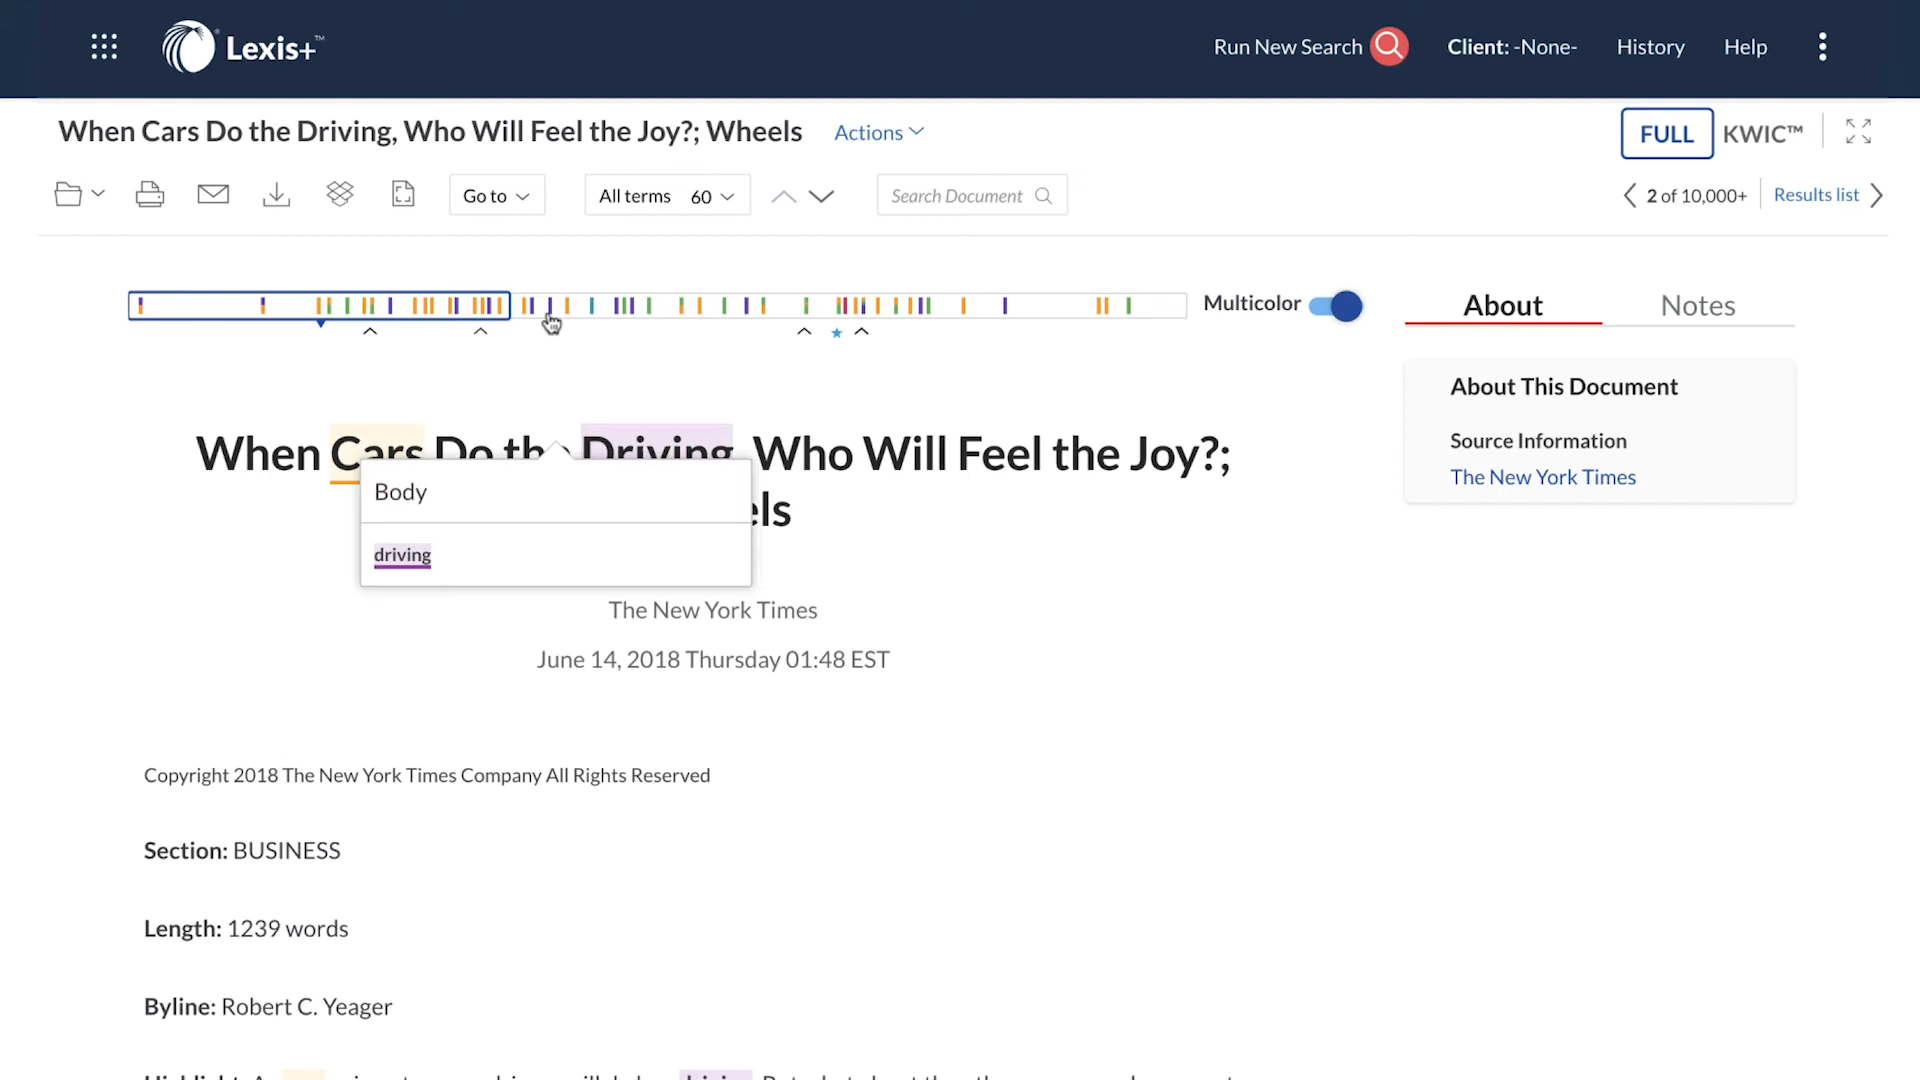 Lexis+™
Run New Search
Client: -None-
History
Help
When Cars Do the Driving, Who Will Feel the Joy?; Wheels
Actions
FULL
KWIC™
Go to
All terms 60
Search Document
2 of 10,000+
Results list
Multicolor
About
Notes
About This Document
Source Information
The New York Times
When Cars Do the Driving, Who Will Feel the Joy?;
els
Body
driving
The New York Times
June 14, 2018 Thursday 01:48 EST
Copyright 2018 The New York Times Company All Rights Reserved
Section: BUSINESS
Length: 1239 words
Byline: Robert C. Yeager